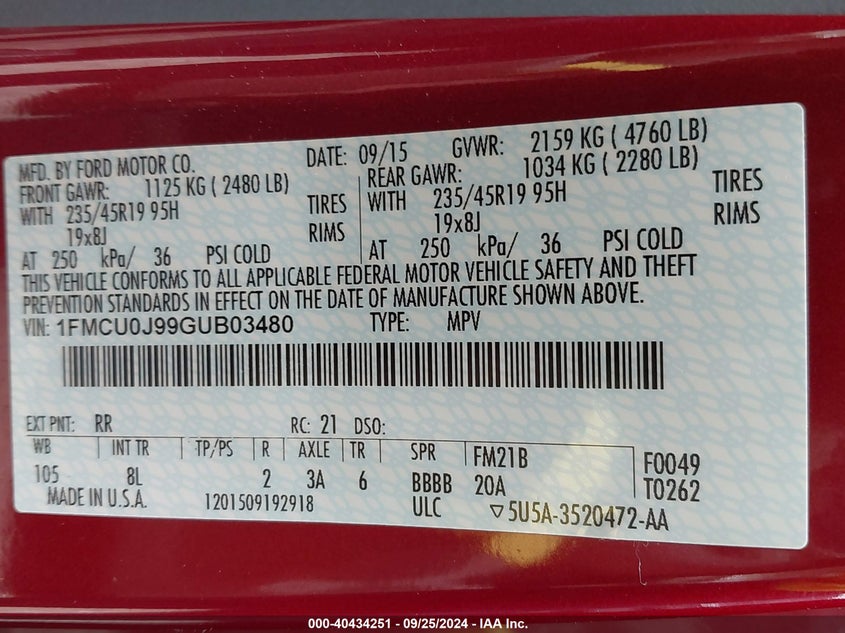 MFD. BY FORD MOTOR CO. DATE: 09/15 GVWR: 2159 KG ( 4760 LB)
FRONT GAWR: 1125 KG ( 2480 LB) REAR GAWR: 1034 KG ( 2280 LB)
WITH 235/45R19 95H TIRES WITH 235/45R19 95H TIRES
19x8J RIMS 19x8J RIMS
AT 250 kPa/ 36 PSI COLD AT 250 kPa/ 36 PSI COLD
THIS VEHICLE CONFORMS TO ALL APPLICABLE FEDERAL MOTOR VEHICLE SAFETY AND THEFT
PREVENTION STANDARDS IN EFFECT ON THE DATE OF MANUFACTURE SHOWN ABOVE.
VIN: 1FMCU0J99GUB03480 TYPE: MPV
EXT PNT: RR RC: 21 DSO:
WB INT TR TP/PS R AXLE TR SPR FM21B F0049
105 8L 2 3A 6 BBBB 20A T0262
MADE IN U.S.A. 1201509192918 ULC ▽5U5A-3520472-AA
000-40434251 - 09/25/2024 - IAA Inc.